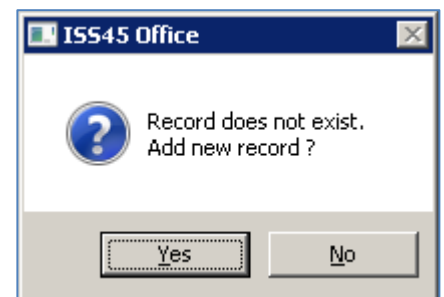 ISS45 Office
Record does not exist.
Add new record ?
Yes
No